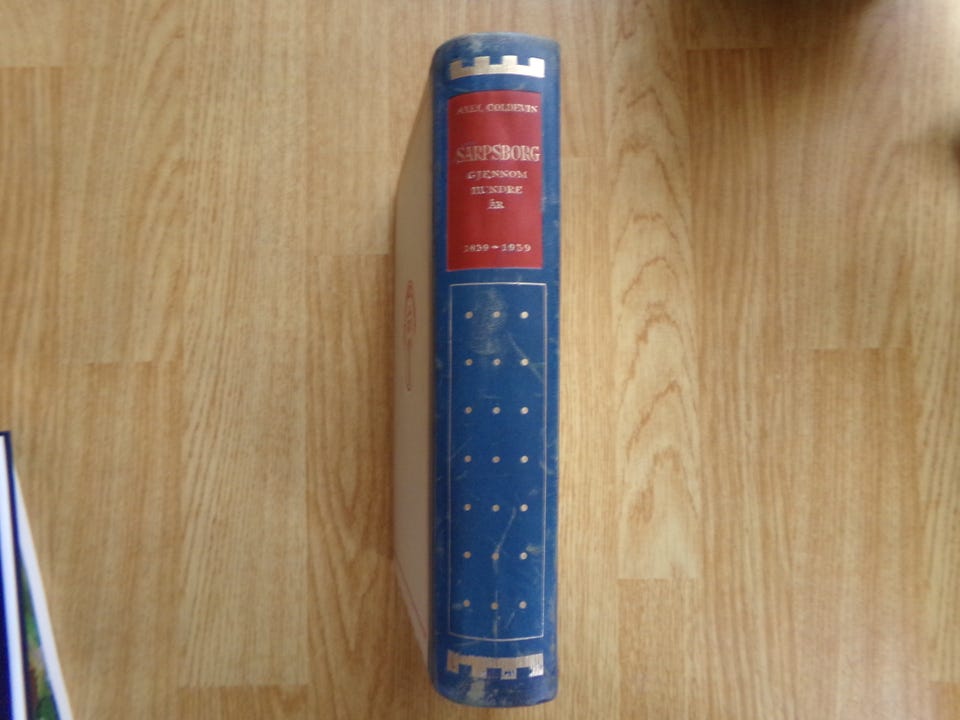 AXEL COLDEVIN
SARPSBORG
GJENNOM
HUNDRE
ÅR
1839-1939